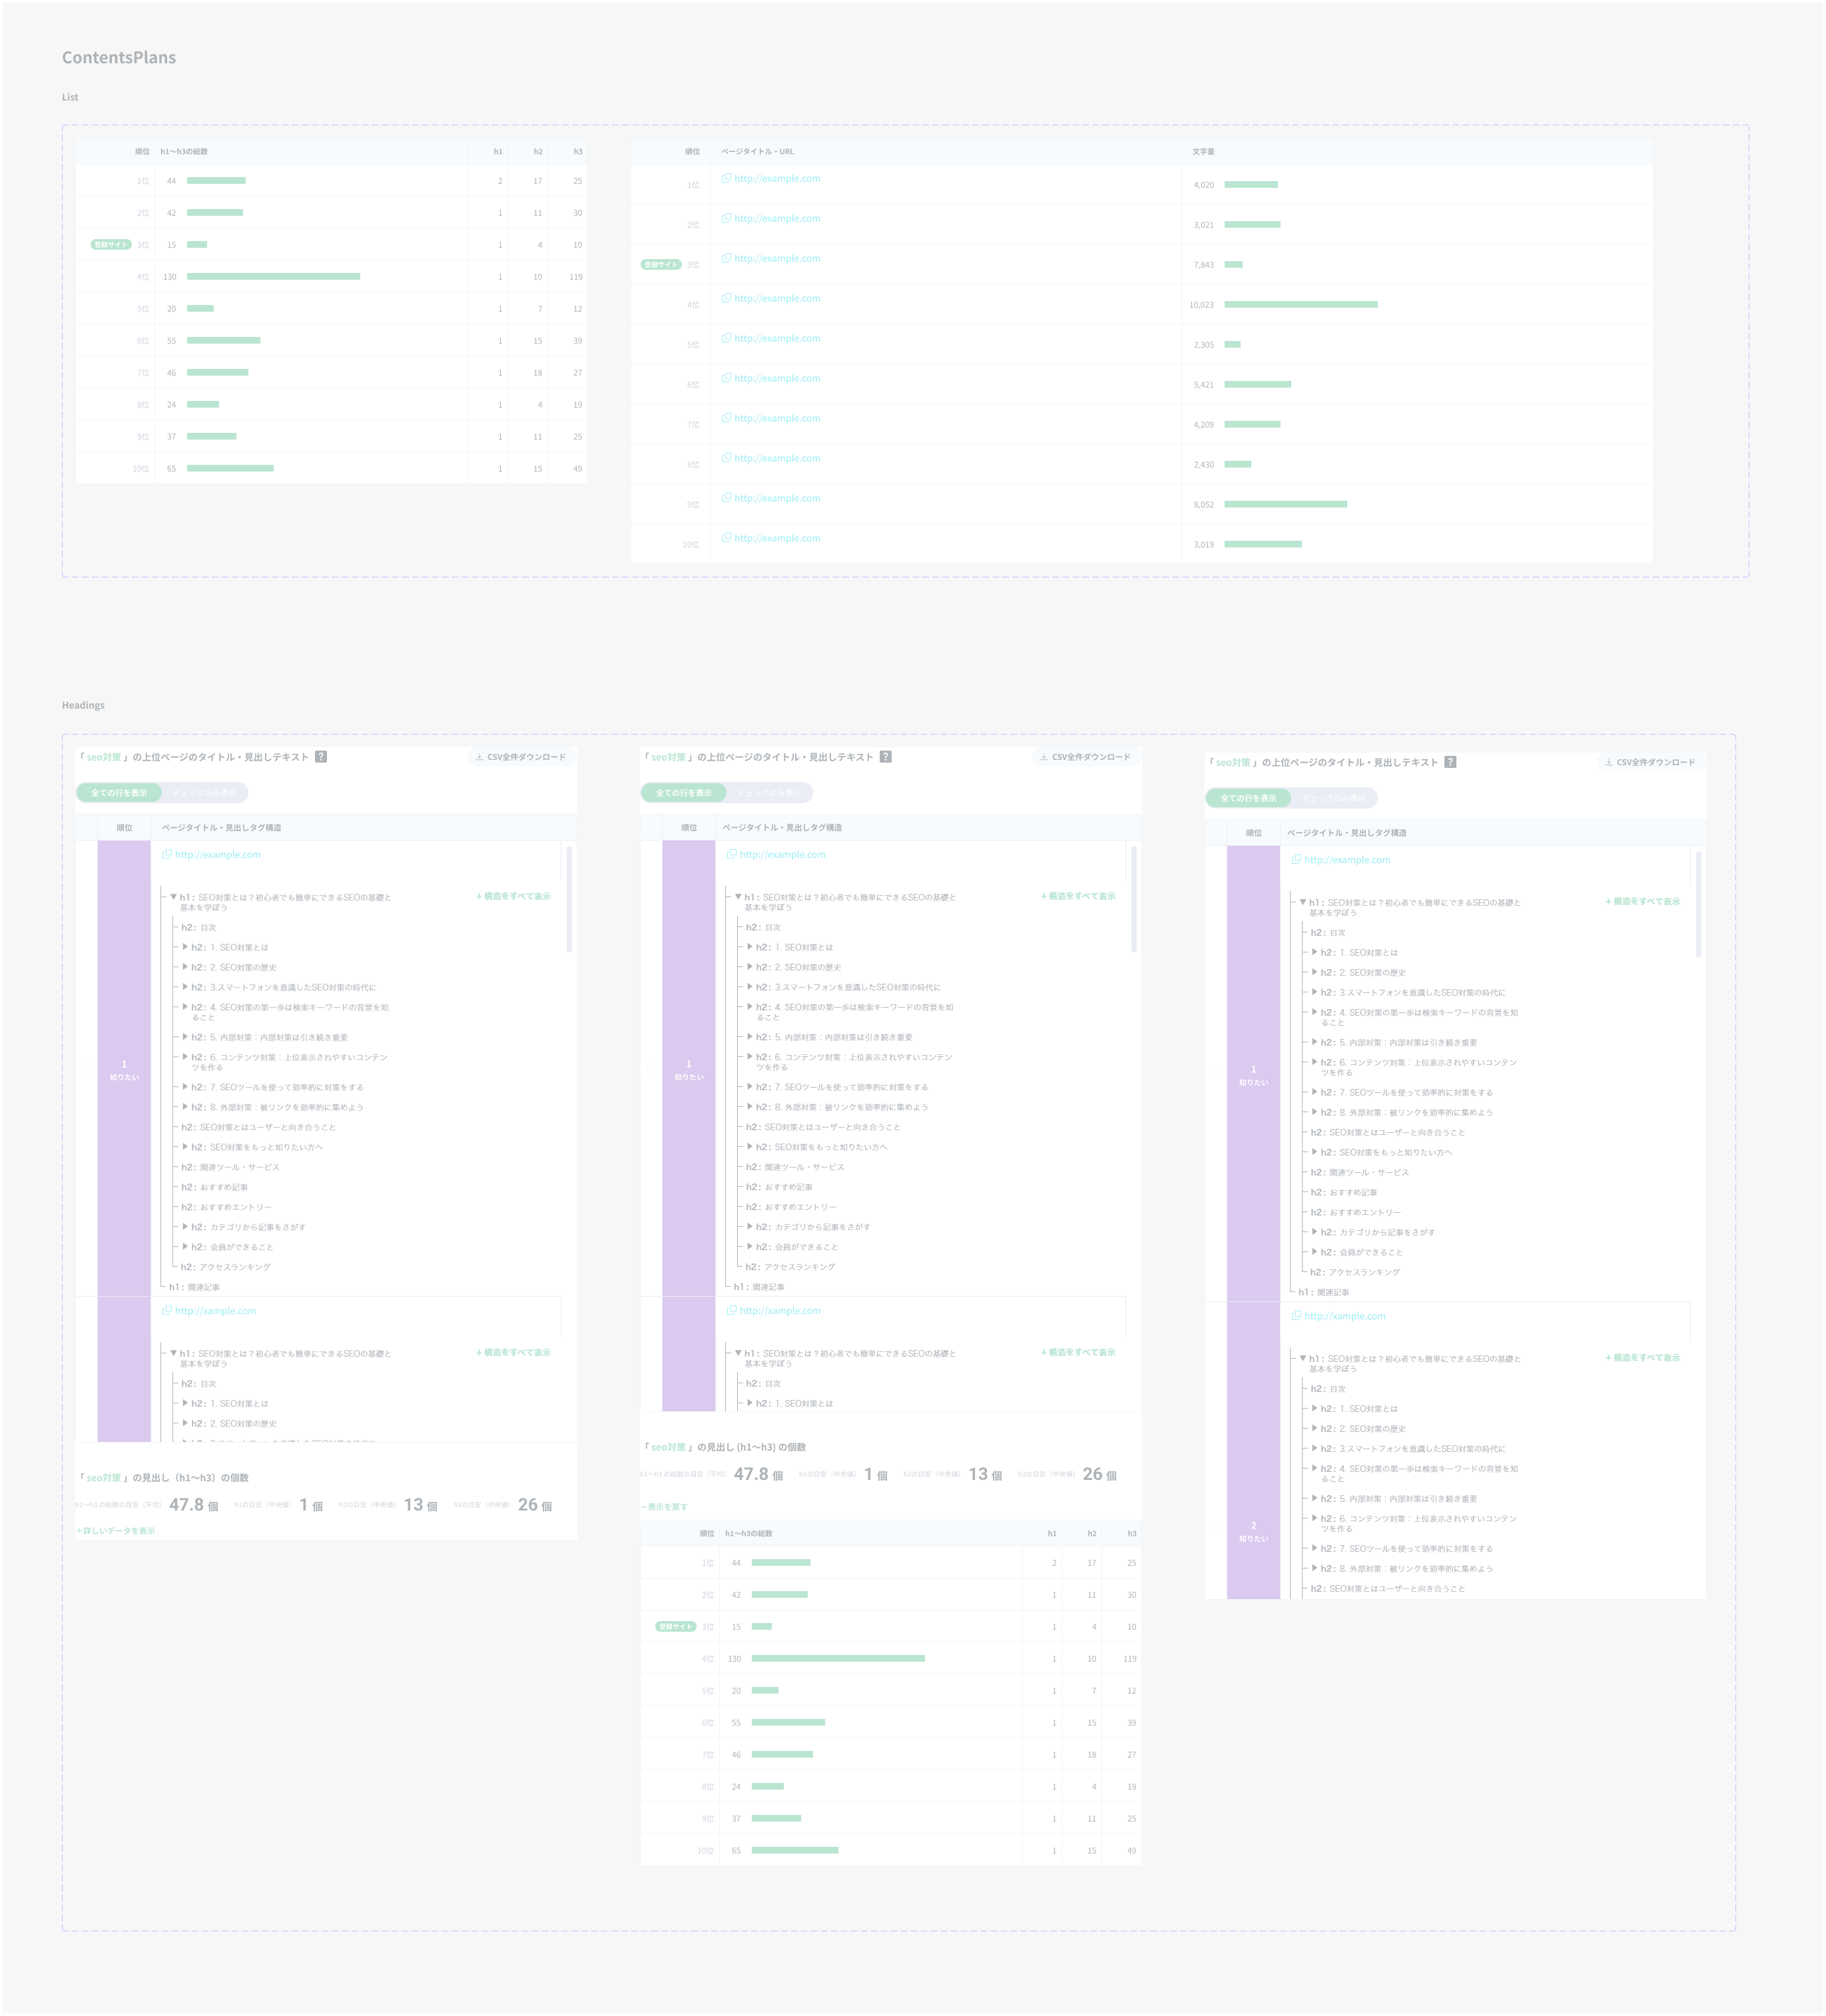 ContentsPlans
List
順位 h1〜h3の総数 h1 h2 h3
1位 44 2 17 25
2位 42 1 11 30
登録サイト 3位 15 1 4 10
4位 130 1 10 119
5位 20 1 7 12
6位 55 1 15 39
7位 46 1 18 27
8位 24 1 4 19
9位 37 1 11 25
10位 65 1 15 49
順位 ページタイトル・URL 文字量
1位 http://example.com 4,020
2位 http://example.com 3,021
登録サイト 3位 http://example.com 7,843
4位 http://example.com 10,023
5位 http://example.com 2,305
6位 http://example.com 5,421
7位 http://example.com 4,209
8位 http://example.com 2,430
9位 http://example.com 8,052
10位 http://example.com 3,019
Headings
「 seo対策 」の上位ページのタイトル・見出しテキスト ? CSV全件ダウンロード
全ての行を表示 チェックのみ表示
順位 ページタイトル・見出しタグ構造
http://example.com
h1: SEO対策とは？初心者でも簡単にできるSEOの基礎と +構造をすべて表示
基本を学ぼう
h2: 目次
h2: 1. SEO対策とは
h2: 2. SEO対策の歴史
h2: 3.スマートフォンを意識したSEO対策の時代に
h2: 4. SEO対策の第一歩は検索キーワードの背景を知
ること
h2: 5. 内部対策：内部対策は引き続き重要
h2: 6. コンテンツ対策：上位表示されやすいコンテン
ツを作る
1
知りたい
h2: 7. SEOツールを使って効率的に対策をする
h2: 8. 外部対策：被リンクを効率的に集めよう
h2: SEO対策とはユーザーと向き合うこと
h2: SEO対策をもっと知りたい方へ
h2: 関連ツール・サービス
h2: おすすめ記事
h2: おすすめエントリー
h2: カテゴリから記事をさがす
h2: 会員ができること
h2: アクセスランキング
h1: 関連記事
http://xample.com
h1: SEO対策とは？初心者でも簡単にできるSEOの基礎と +構造をすべて表示
基本を学ぼう
h2: 目次
h2: 1. SEO対策とは
h2: 2. SEO対策の歴史
「 seo対策 」の見出し（h1〜h3）の個数
h1〜h3 の総数の目安（平均） 47.8 個 h1の目安（中央値） 1 個 h2の目安（中央値） 13 個 h3の目安（中央値） 26 個
+詳しいデータを表示
「 seo対策 」の上位ページのタイトル・見出しテキスト ? CSV全件ダウンロード
全ての行を表示 チェックのみ表示
順位 ページタイトル・見出しタグ構造
http://example.com
h1: SEO対策とは？初心者でも簡単にできるSEOの基礎と +構造をすべて表示
基本を学ぼう
h2: 目次
h2: 1. SEO対策とは
h2: 2. SEO対策の歴史
h2: 3.スマートフォンを意識したSEO対策の時代に
h2: 4. SEO対策の第一歩は検索キーワードの背景を知
ること
h2: 5. 内部対策：内部対策は引き続き重要
h2: 6. コンテンツ対策：上位表示されやすいコンテン
ツを作る
1
知りたい
h2: 7. SEOツールを使って効率的に対策をする
h2: 8. 外部対策：被リンクを効率的に集めよう
h2: SEO対策とはユーザーと向き合うこと
h2: SEO対策をもっと知りたい方へ
h2: 関連ツール・サービス
h2: おすすめ記事
h2: おすすめエントリー
h2: カテゴリから記事をさがす
h2: 会員ができること
h2: アクセスランキング
h1: 関連記事
http://xample.com
h1: SEO対策とは？初心者でも簡単にできるSEOの基礎と +構造をすべて表示
基本を学ぼう
h2: 目次
h2: 1. SEO対策とは
「 seo対策 」の見出し (h1〜h3) の個数
h1〜h3 の総数の目安（平均） 47.8 個 h1の目安（中央値） 1 個 h2の目安（中央値） 13 個 h3の目安（中央値） 26 個
−表示を戻す
順位 h1〜h3の総数 h1 h2 h3
1位 44 2 17 25
2位 42 1 11 30
登録サイト 3位 15 1 4 10
4位 130 1 10 119
5位 20 1 7 12
6位 55 1 15 39
7位 46 1 18 27
8位 24 1 4 19
9位 37 1 11 25
10位 65 1 15 49
「 seo対策 」の上位ページのタイトル・見出しテキスト ? CSV全件ダウンロード
全ての行を表示 チェックのみ表示
順位 ページタイトル・見出しタグ構造
http://example.com
h1: SEO対策とは？初心者でも簡単にできるSEOの基礎と +構造をすべて表示
基本を学ぼう
h2: 目次
h2: 1. SEO対策とは
h2: 2. SEO対策の歴史
h2: 3.スマートフォンを意識したSEO対策の時代に
h2: 4. SEO対策の第一歩は検索キーワードの背景を知
ること
h2: 5. 内部対策：内部対策は引き続き重要
h2: 6. コンテンツ対策：上位表示されやすいコンテン
ツを作る
1
知りたい
h2: 7. SEOツールを使って効率的に対策をする
h2: 8. 外部対策：被リンクを効率的に集めよう
h2: SEO対策とはユーザーと向き合うこと
h2: SEO対策をもっと知りたい方へ
h2: 関連ツール・サービス
h2: おすすめ記事
h2: おすすめエントリー
h2: カテゴリから記事をさがす
h2: 会員ができること
h2: アクセスランキング
h1: 関連記事
http://xample.com
h1: SEO対策とは？初心者でも簡単にできるSEOの基礎と +構造をすべて表示
基本を学ぼう
h2: 目次
h2: 1. SEO対策とは
h2: 2. SEO対策の歴史
h2: 3.スマートフォンを意識したSEO対策の時代に
h2: 4. SEO対策の第一歩は検索キーワードの背景を知
ること
h2: 5. 内部対策：内部対策は引き続き重要
h2: 6. コンテンツ対策：上位表示されやすいコンテン
ツを作る
2
知りたい
h2: 7. SEOツールを使って効率的に対策をする
h2: 8. 外部対策：被リンクを効率的に集めよう
h2: SEO対策とはユーザーと向き合うこと